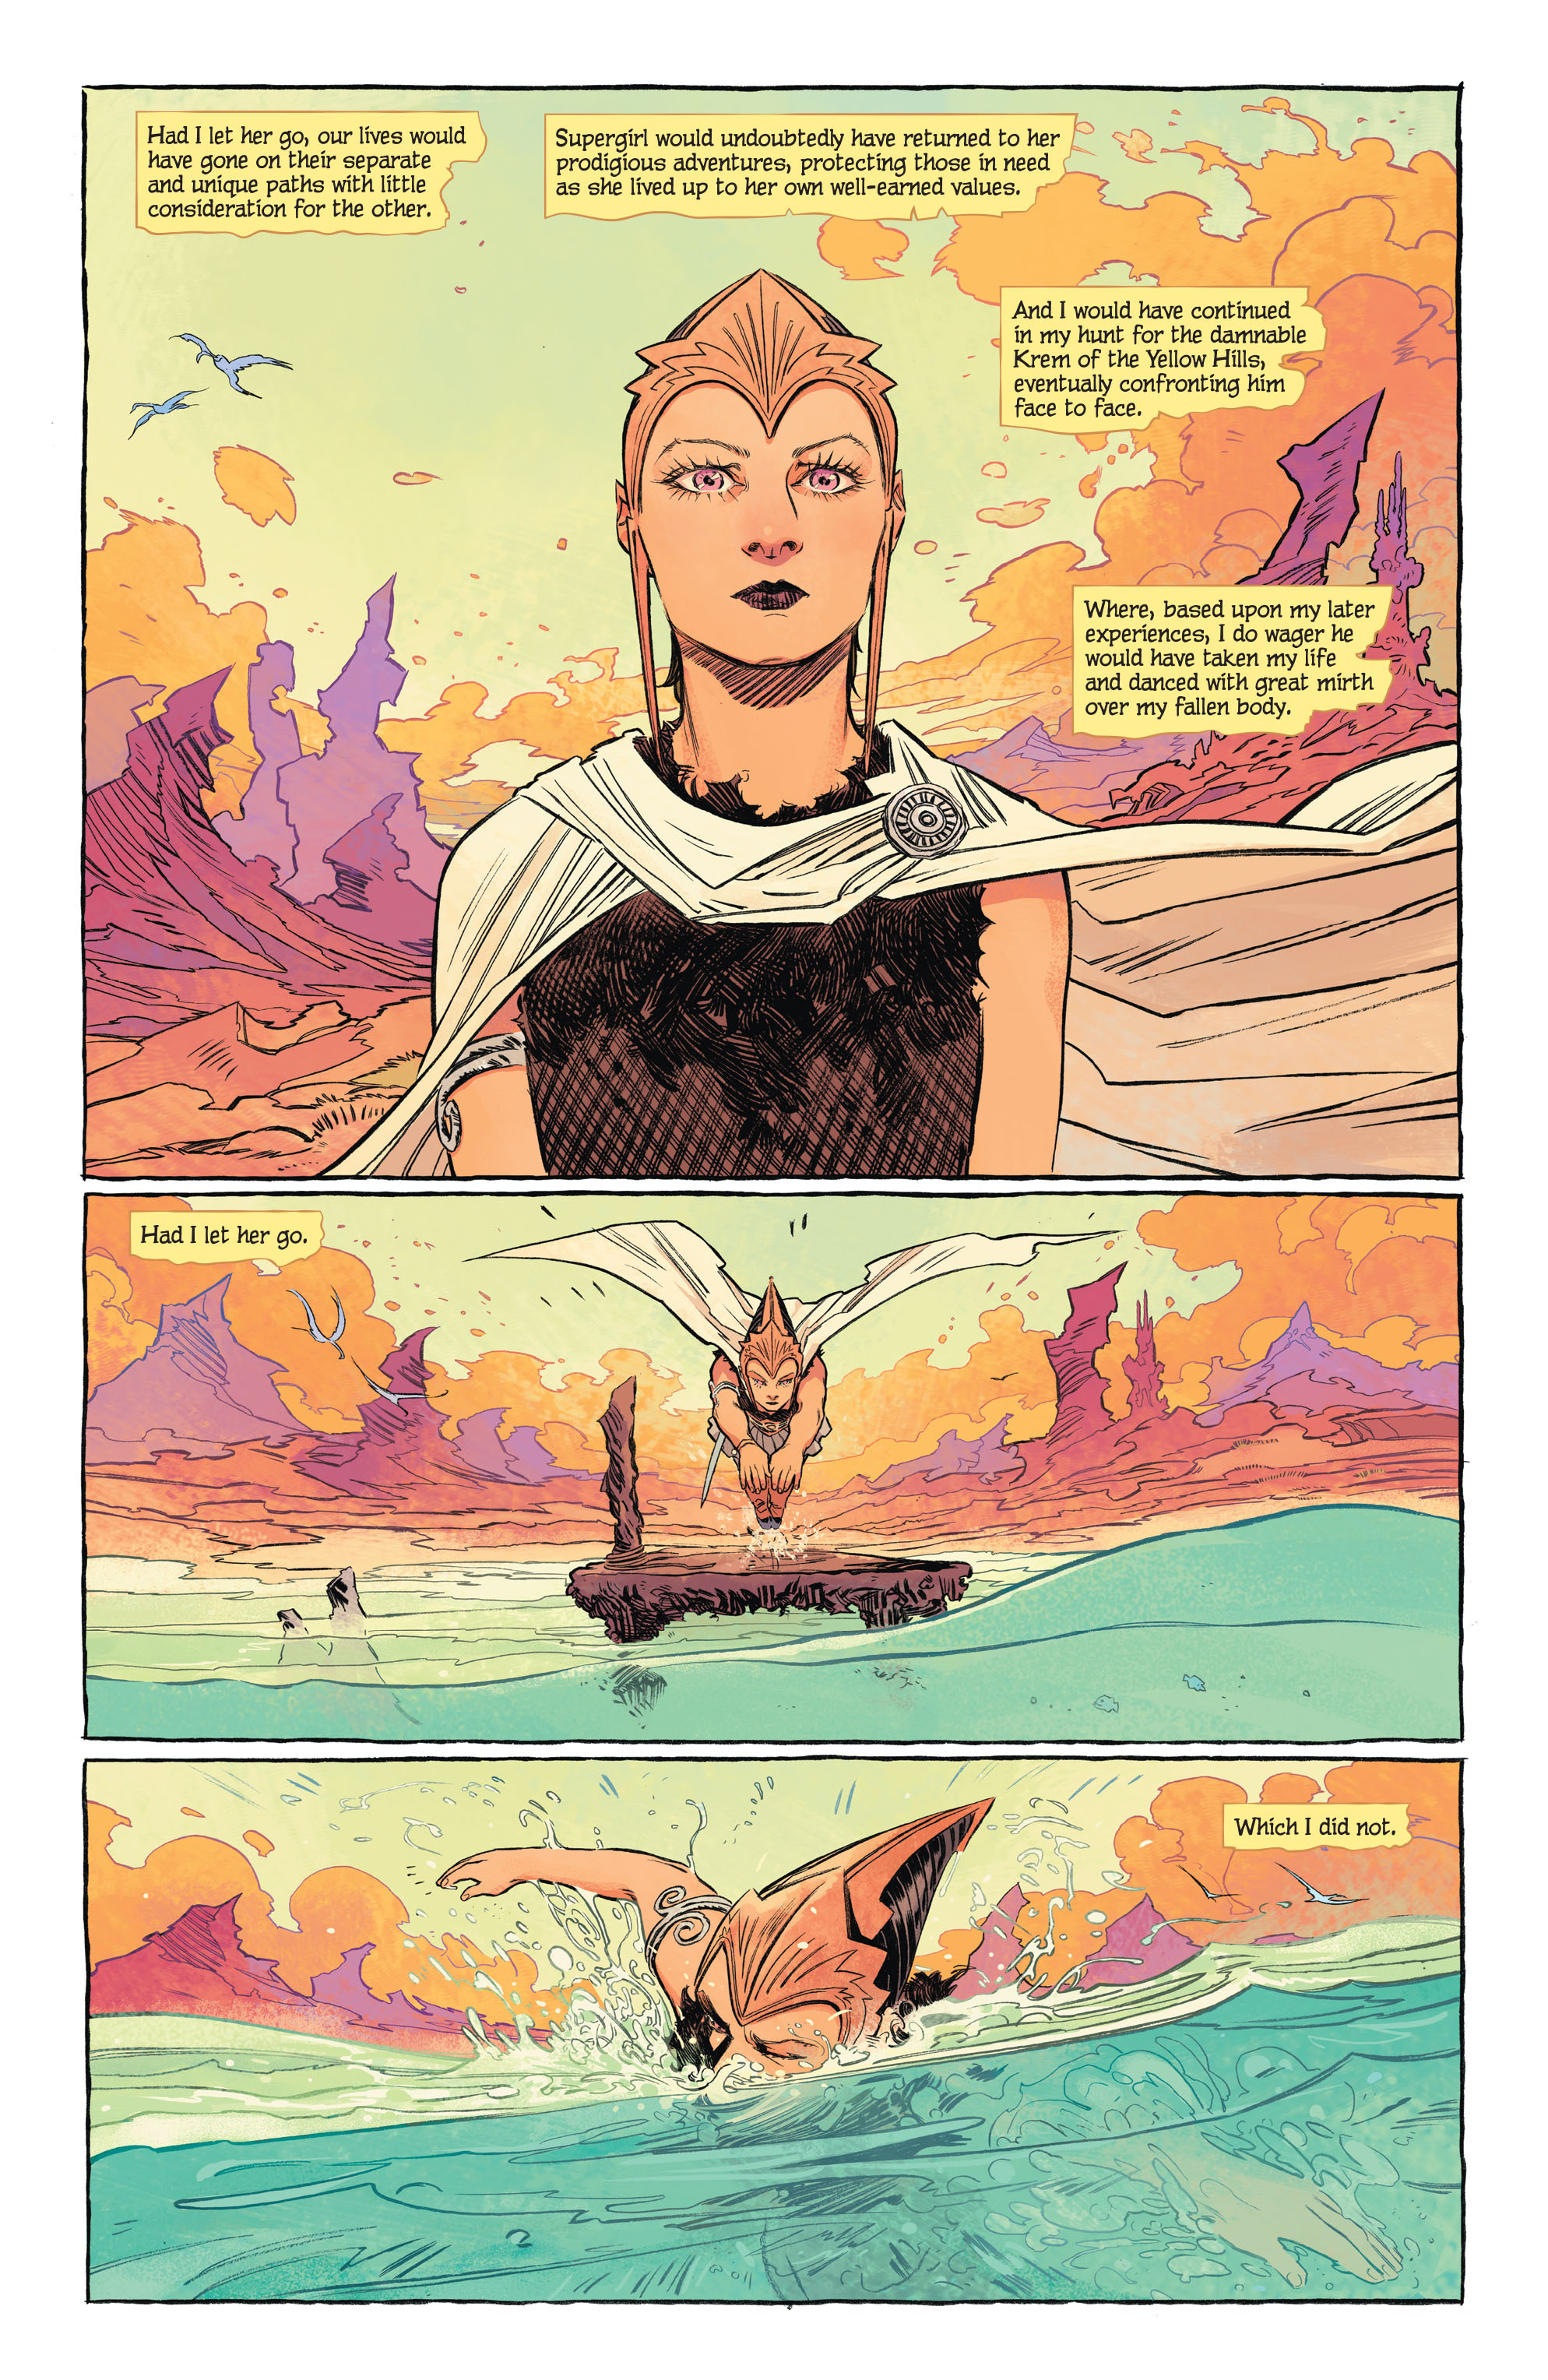 Had I let her go, our lives would
have gone on their separate
and unique paths with little
consideration for the other.
Supergirl would undoubtedly have returned to her
prodigious adventures, protecting those in need
as she lived up to her own well-earned values.
And I would have continued
in my hunt for the damnable
Krem of the Yellow Hills,
eventually confronting him
face to face.
Where, based upon my later
experiences, I do wager he
would have taken my life
and danced with great mirth
over my fallen body.
Had I let her go.
Which I did not.